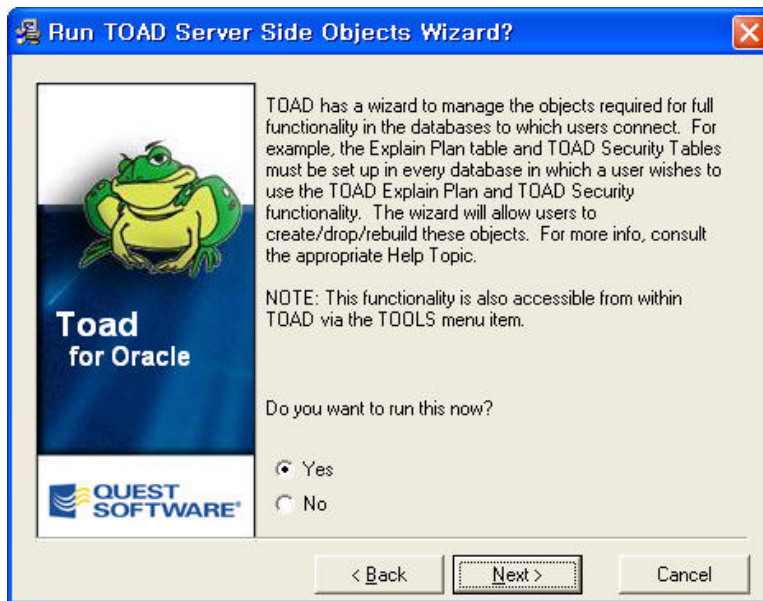 Run TOAD Server Side Objects Wizard?
TOAD has a wizard to manage the objects required for full
functionality in the databases to which users connect. For
example, the Explain Plan table and TOAD Security Tables
must be set up in every database in which a user wishes to
use the TOAD Explain Plan and TOAD Security
functionality. The wizard will allow users to
create/drop/rebuild these objects. For more info, consult
the appropriate Help Topic.
NOTE: This functionality is also accessible from within
TOAD via the TOOLS menu item.
Toad
for Oracle
Do you want to run this now?
Yes
No
QUEST
SOFTWARE®
< Back
Next >
Cancel